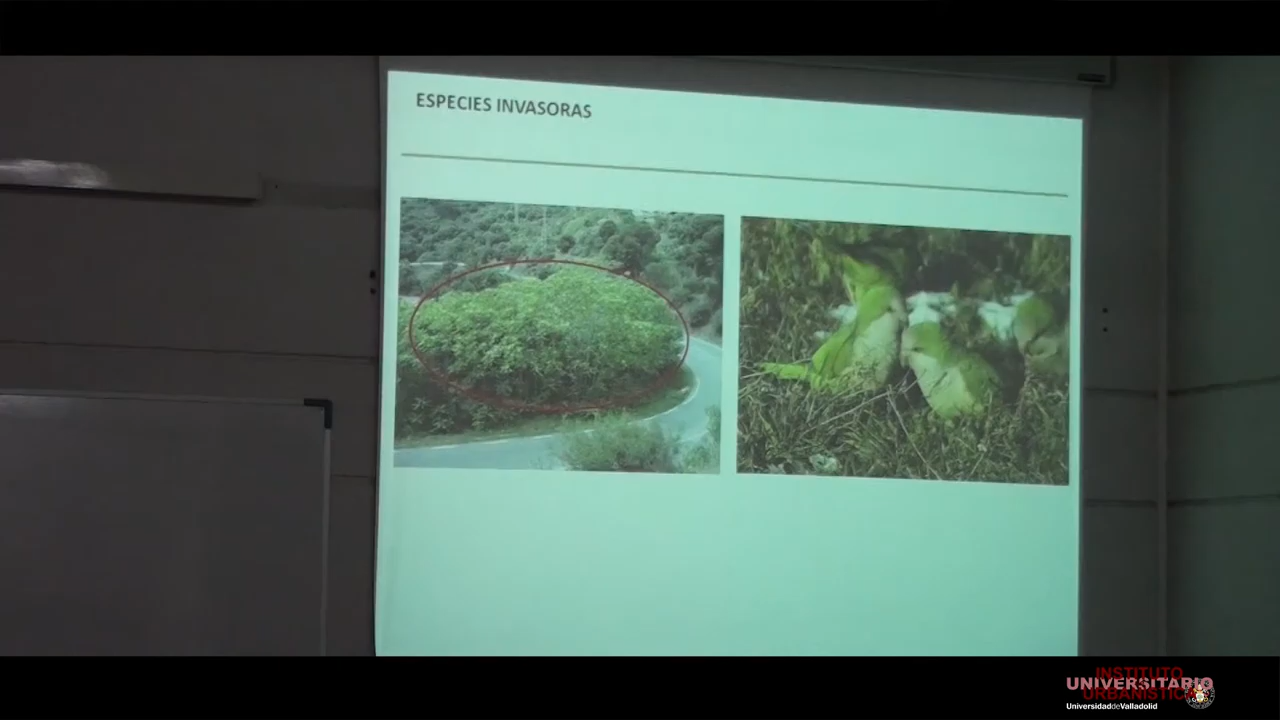 ESPECIES INVASORAS
INSTITUTO
UNIVERSITARIO
URBANÍSTICA
UniversidaddeValladolid